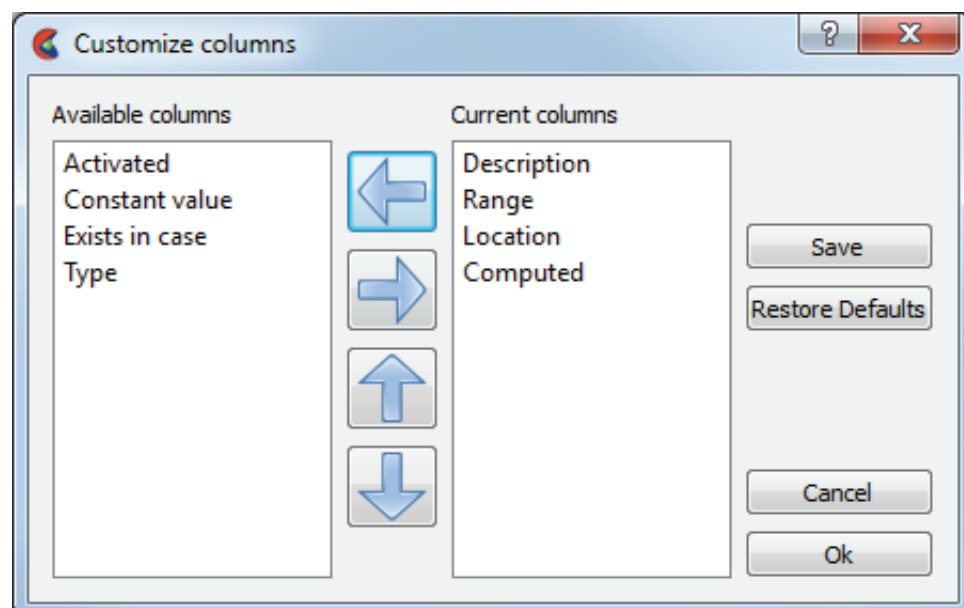 Customize columns
Available columns
Activated
Constant value
Exists in case
Type
Current columns
Description
Range
Location
Computed
Save
Restore Defaults
Cancel
Ok